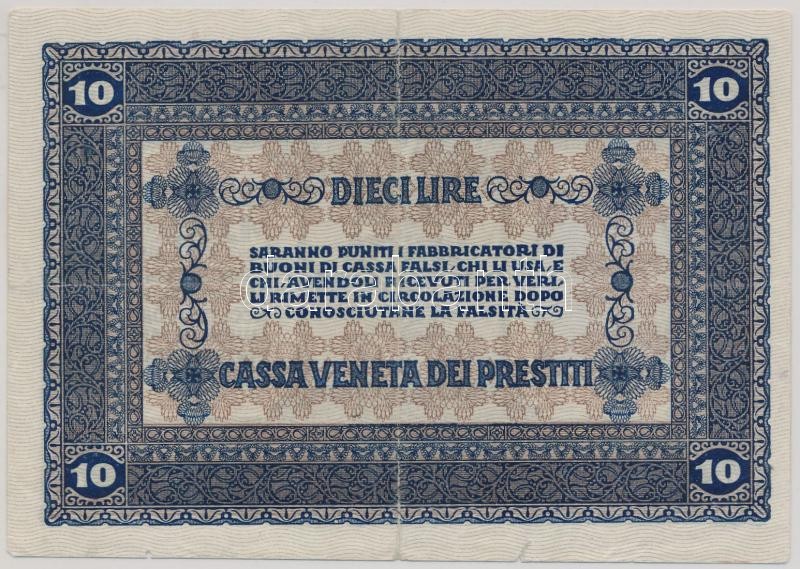 10 10
DIECI LIRE
SARANNO PUNITI I FABBRICATORI DI
BUONI DI CASSA FALSI, CHI LI USA, E
CHI, AVENDOLI RICEVUTI PER VERI,
LI RIMETTE IN CIRCOLAZIONE DOPO
CONOSCIUTANE LA FALSITÀ
CASSA VENETA DEI PRESTITI
10 10